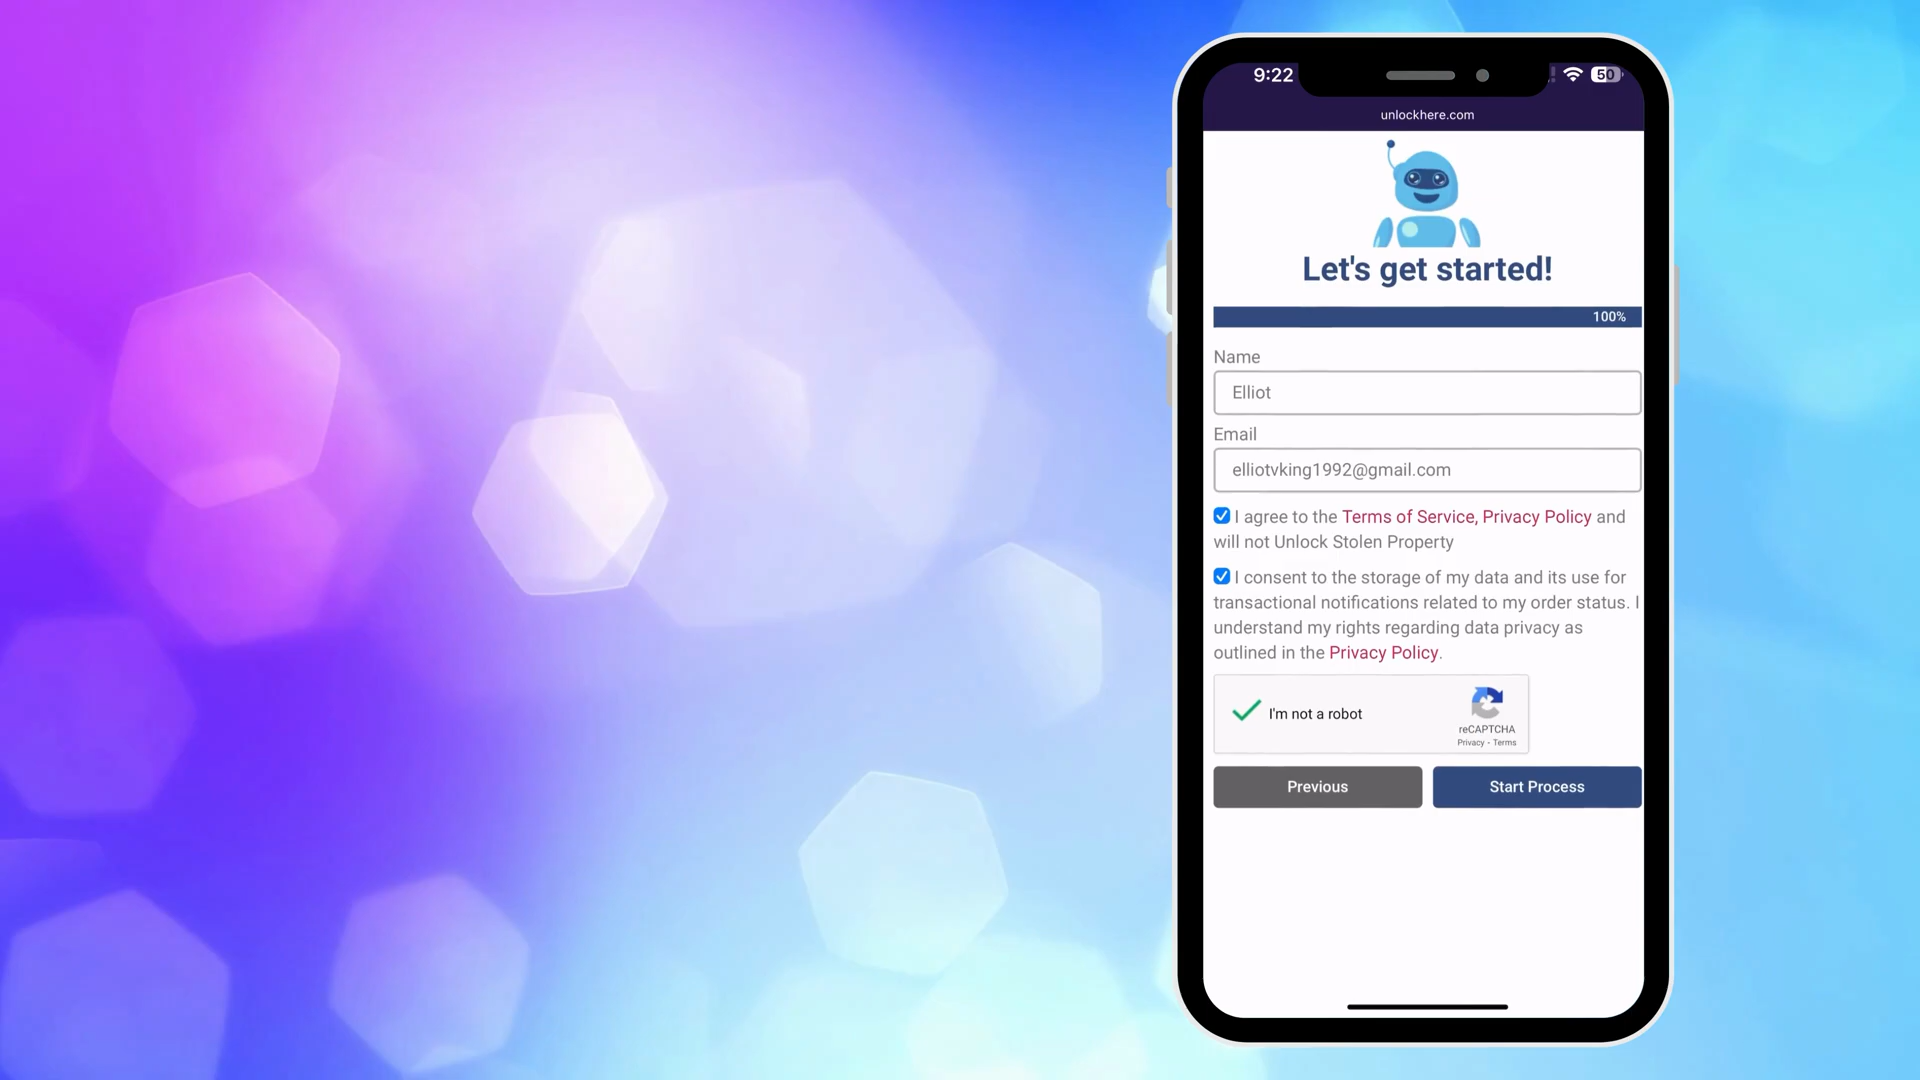 9:22
50
unlockhere.com
Let's get started!
100%
Name
Elliot
Email
elliotvking1992@gmail.com
I agree to the Terms of Service, Privacy Policy and
will not Unlock Stolen Property
I consent to the storage of my data and its use for
transactional notifications related to my order status. I
understand my rights regarding data privacy as
outlined in the Privacy Policy.
I'm not a robot
reCAPTCHA
Privacy - Terms
Previous
Start Process